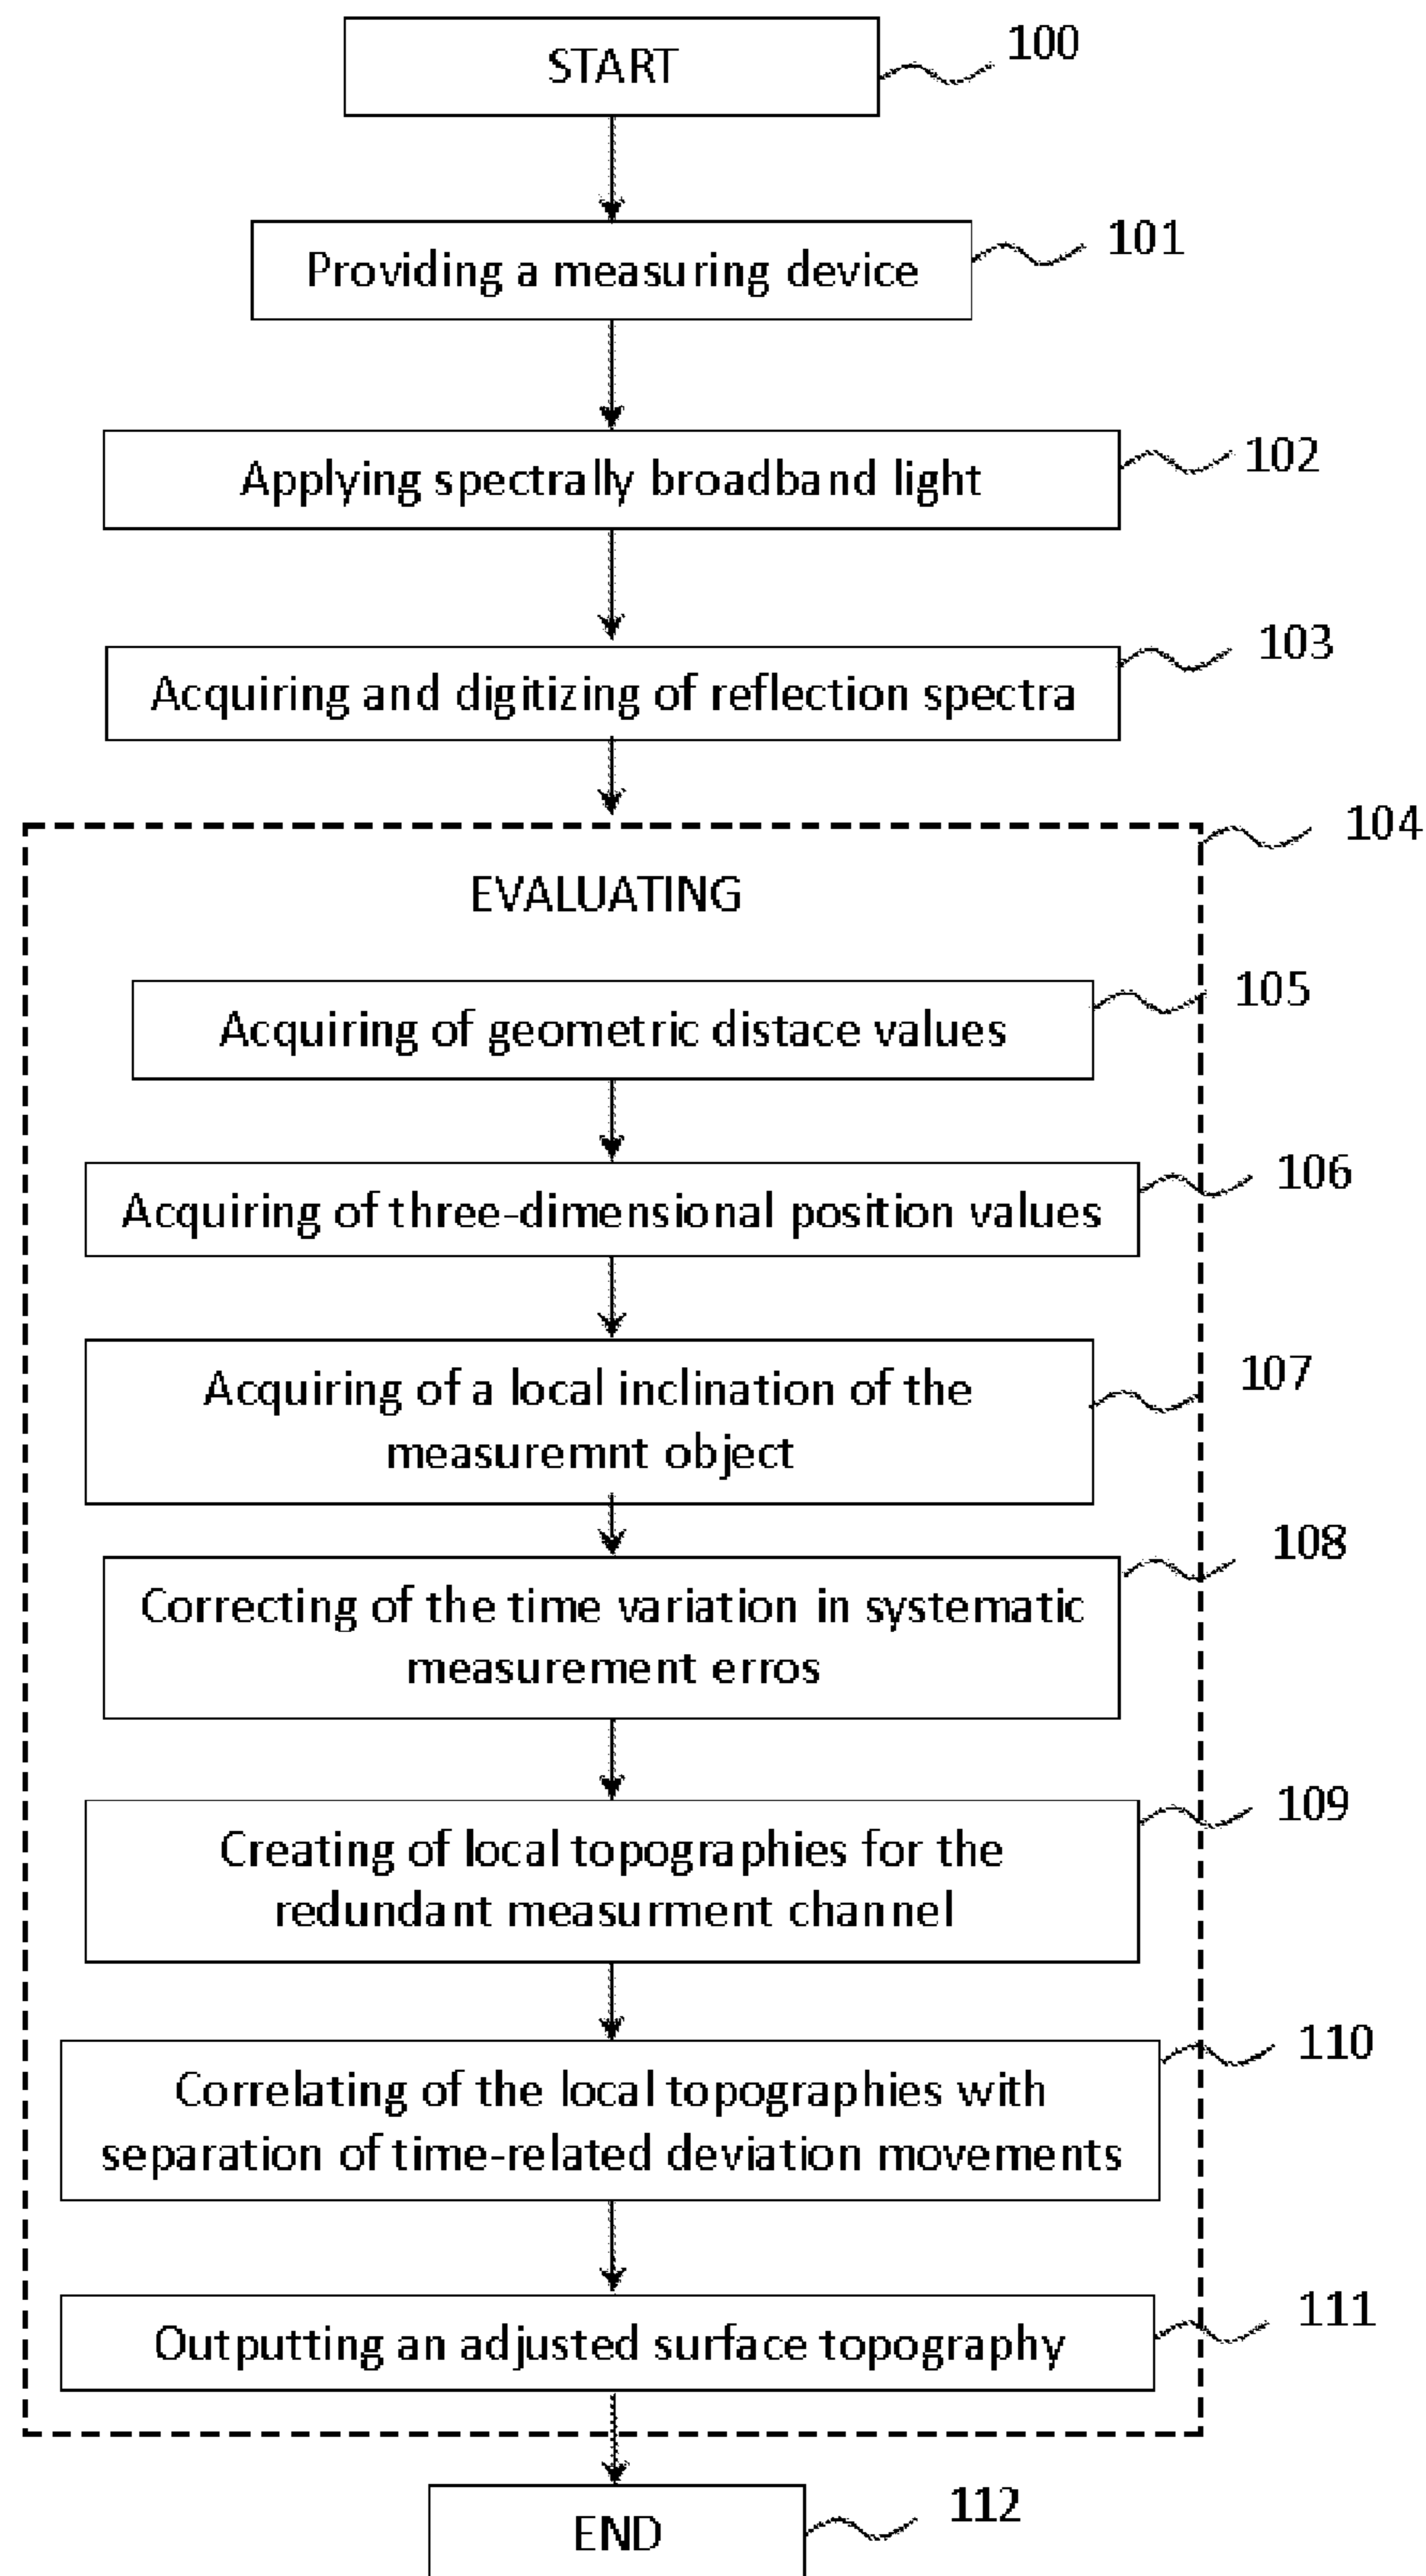 START
100
Providing a measuring device
101
Applying spectrally broadband light
102
Acquiring and digitizing of reflection spectra
103
104
EVALUATING
Acquiring of geometric distace values
105
Acquiring of three-dimensional position values
106
Acquiring of a local inclination of the
measuremnt object
107
Correcting of the time variation in systematic
measurement erros
108
Creating of local topographies for the
redundant measurment channel
109
Correlating of the local topographies with
separation of time-related deviation movements
110
Outputting an adjusted surface topography
111
END
112